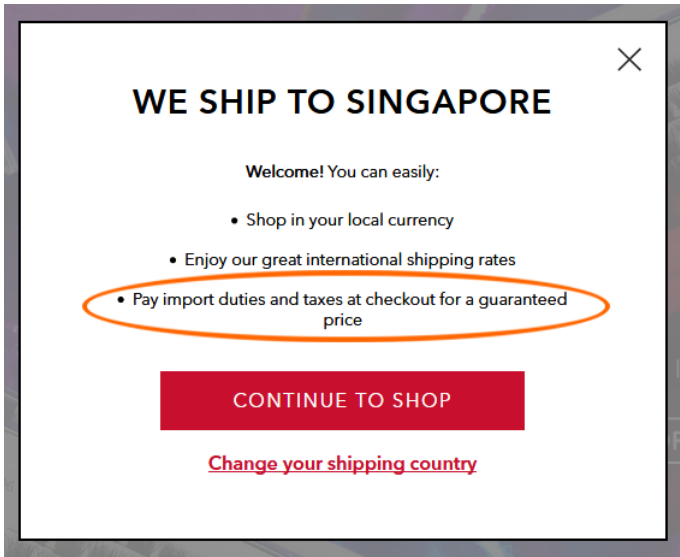 WE SHIP TO SINGAPORE
Welcome! You can easily:
• Shop in your local currency
• Enjoy our great international shipping rates
• Pay import duties and taxes at checkout for a guaranteed
price
CONTINUE TO SHOP
Change your shipping country